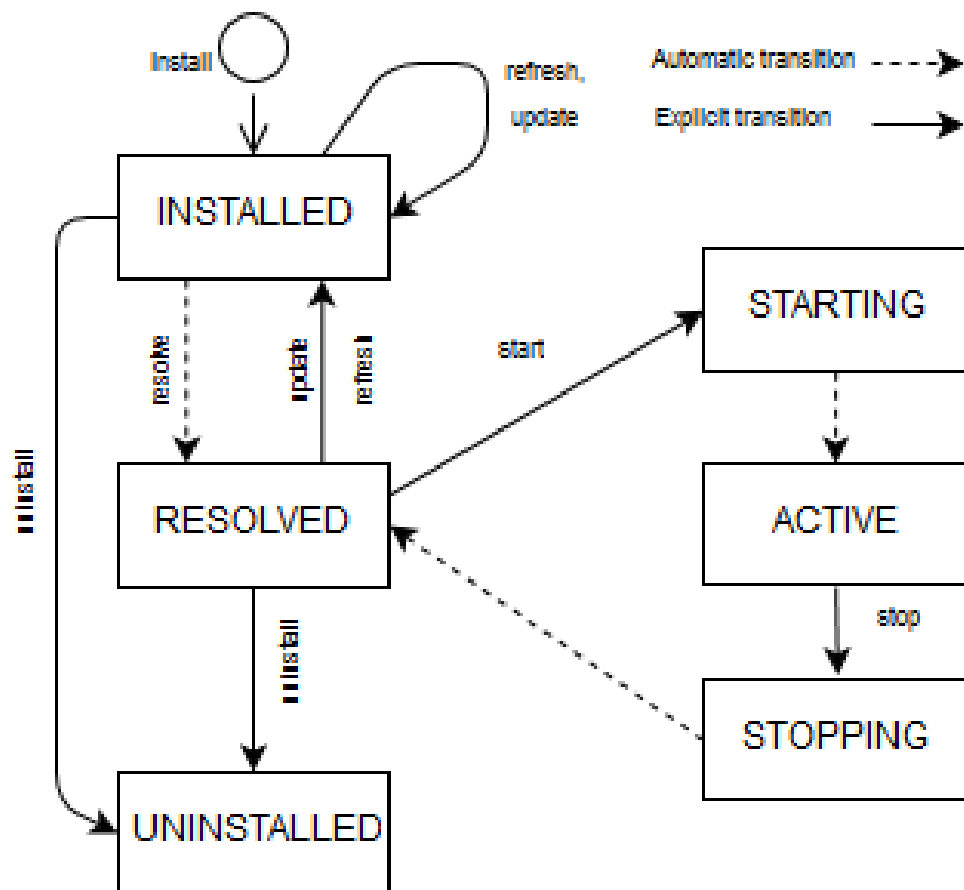 Install
refresh,
update
Automatic transition
Explicit transition
INSTALLED
STARTING
resolve
update
refresh
start
uninstall
RESOLVED
ACTIVE
uninstall
stop
STOPPING
UNINSTALLED